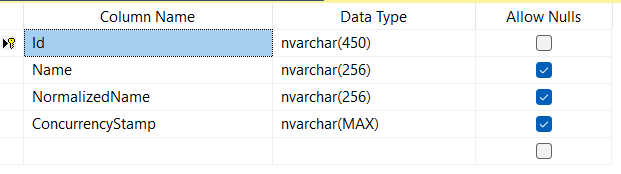 Column Name Data Type Allow Nulls
Id nvarchar(450)
Name nvarchar(256)
NormalizedName nvarchar(256)
ConcurrencyStamp nvarchar(MAX)